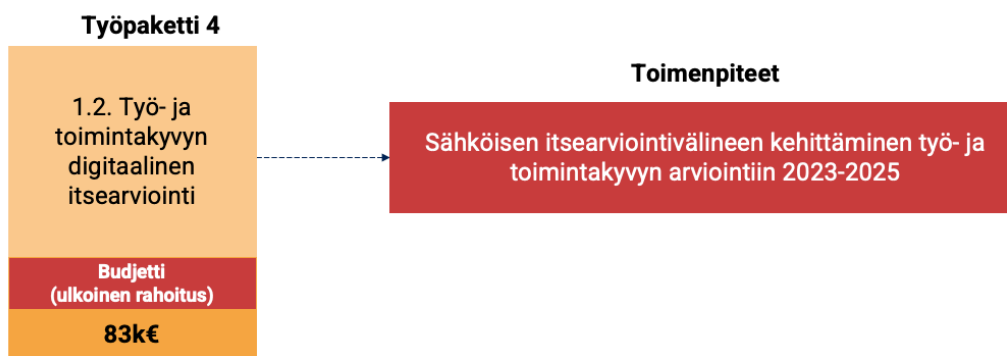 Työpaketti 4
1.2. Työ- ja
toimintakyvyn
digitaalinen
itsearviointi
Budjetti
(ulkoinen rahoitus)
83k€
Toimenpiteet
Sähköisen itsearviointivälineen kehittäminen työ- ja
toimintakyvyn arviointiin 2023-2025